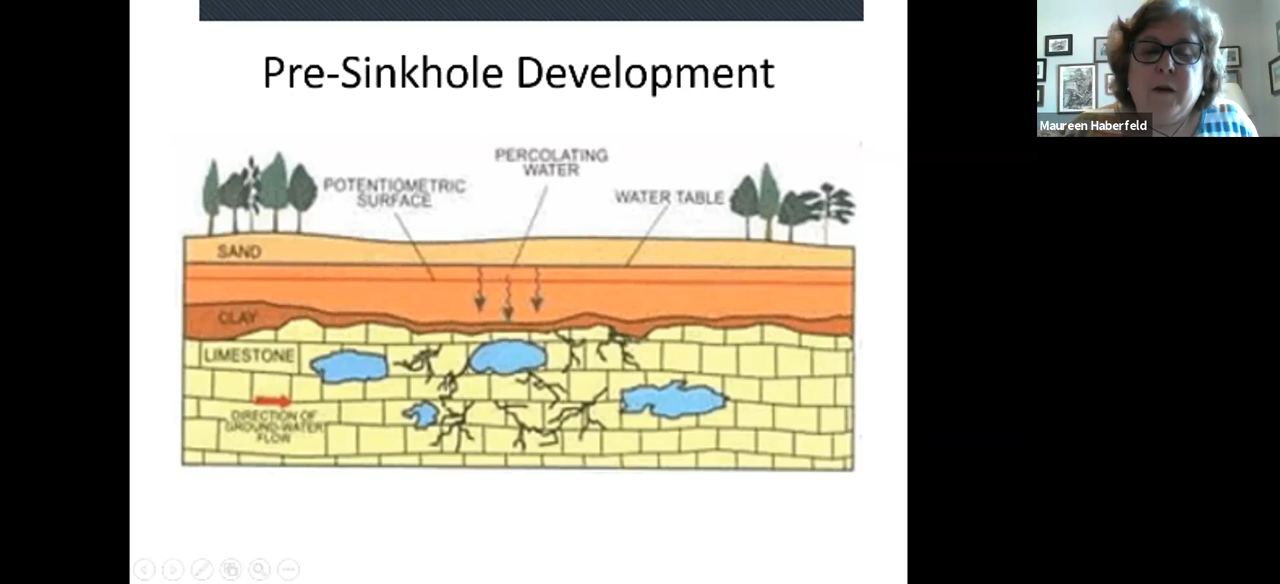 Pre-Sinkhole Development
Maureen Haberfeld
PERCOLATING
WATER
POTENTIOMETRIC
SURFACE
WATER TABLE
SAND
CLAY
LIMESTONE
DIRECTION OF
GROUND-WATER
FLOW